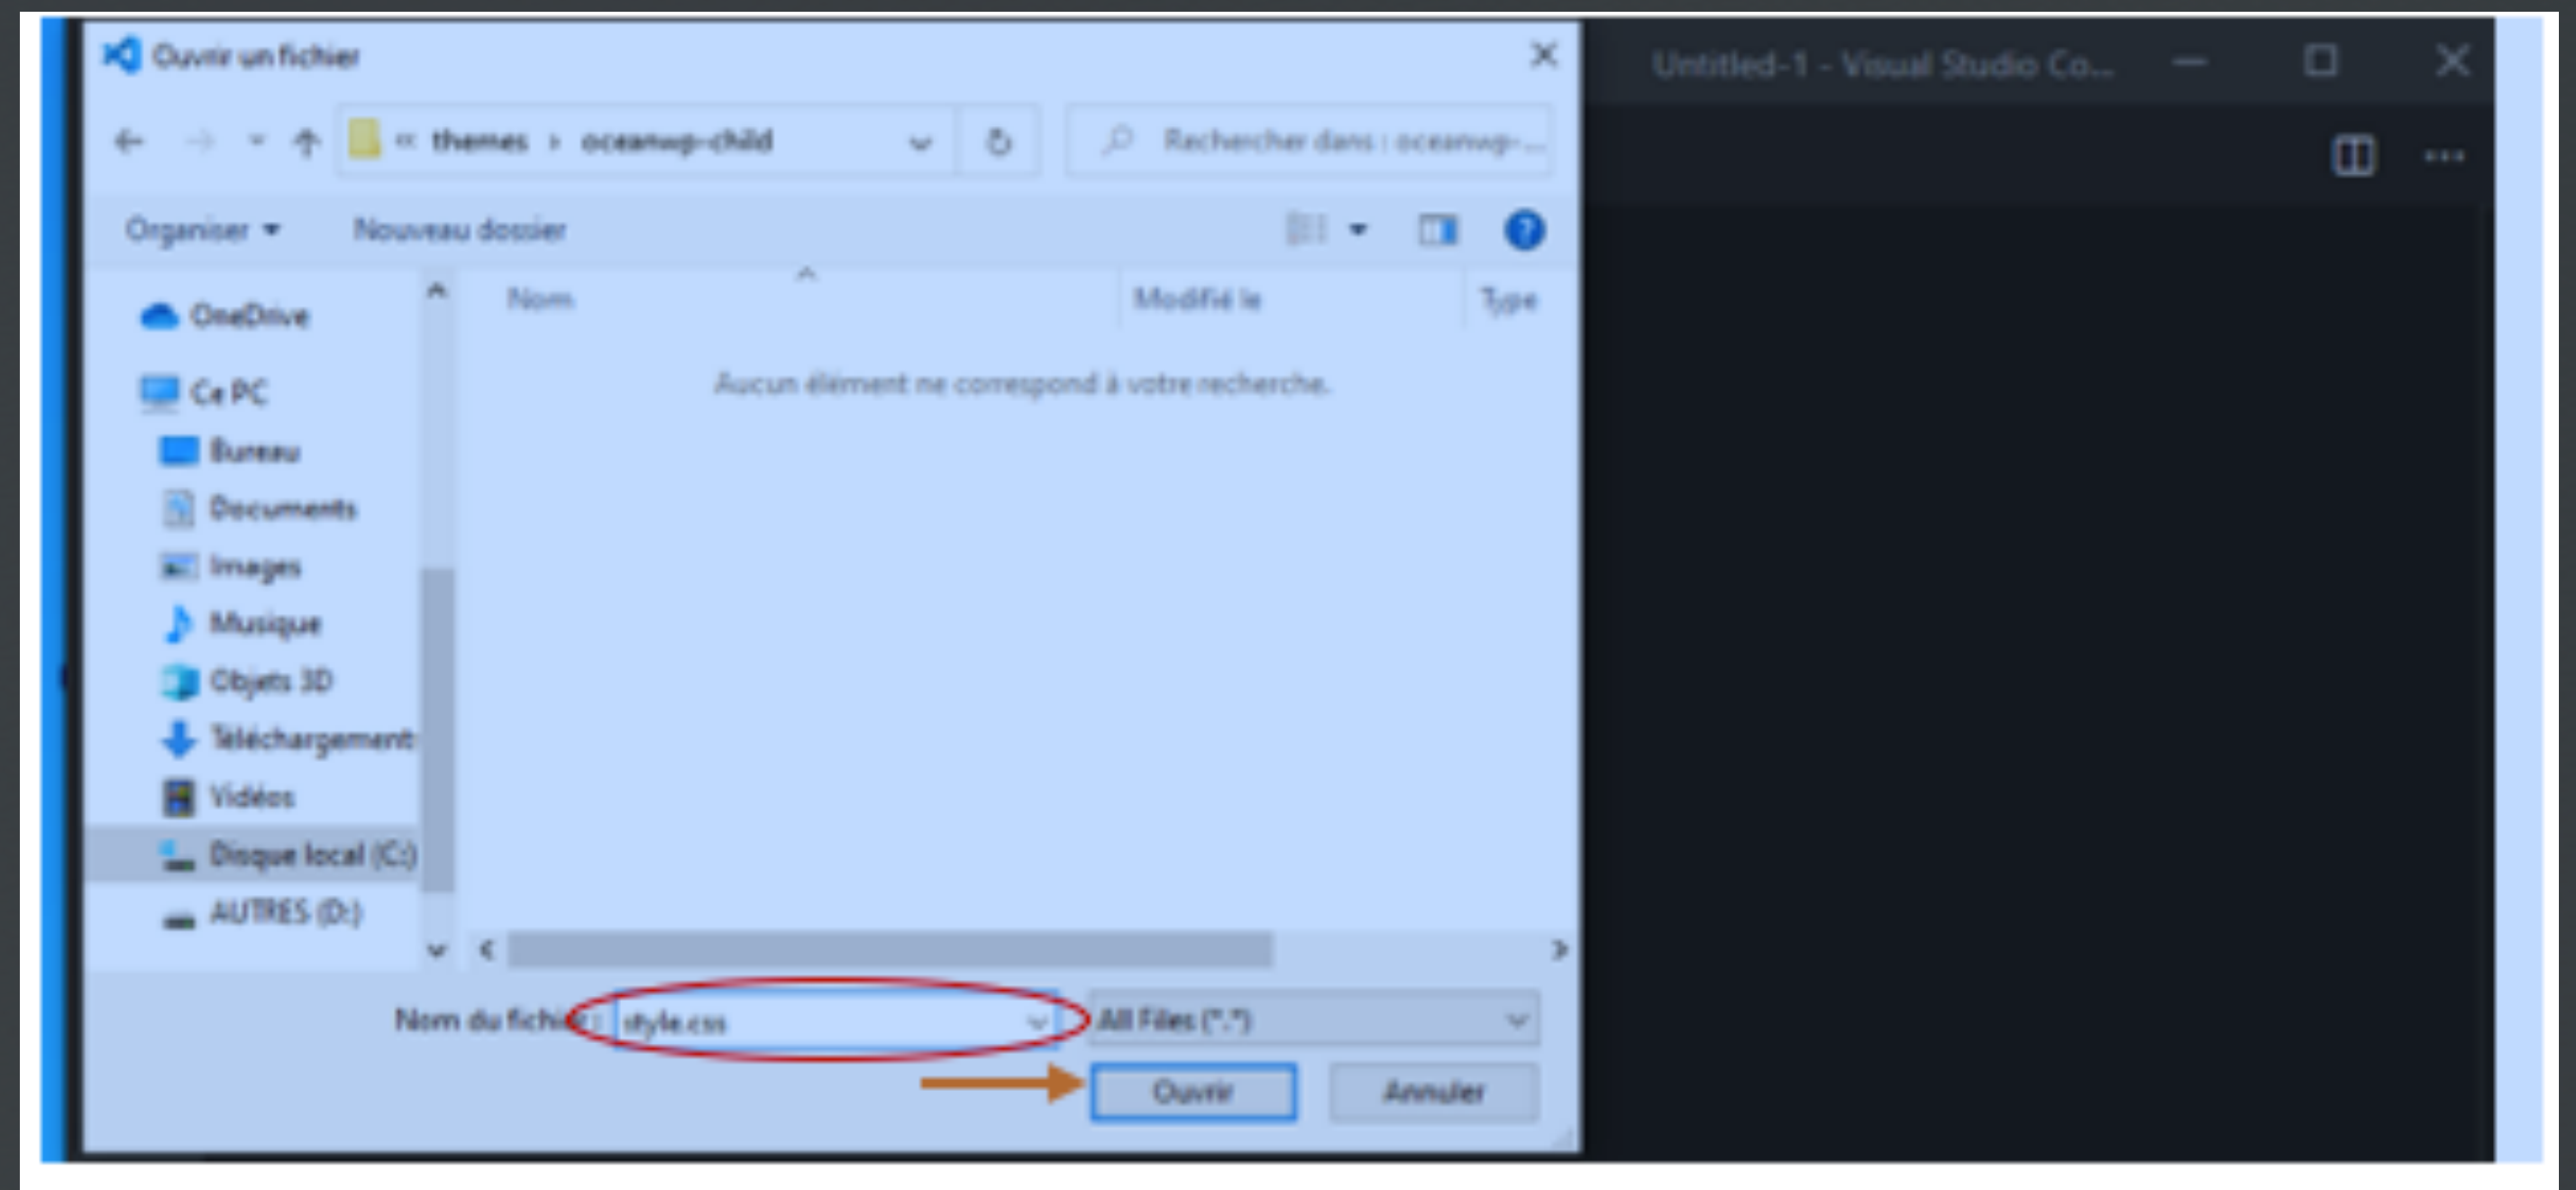 Ouvrir un fichier
Untitled-1 - Visual Studio Co...
« themes › oceanwp-child
Rechercher dans : oceanwp-...
Organiser
Nouveau dossier
Nom
Modifié le
Type
Aucun élément ne correspond à votre recherche.
OneDrive
Ce PC
Bureau
Documents
Images
Musique
Objets 3D
Téléchargement
Vidéos
Disque local (C:)
AUTRES (D:)
Nom du fichier :
style.css
All Files (*.*)
Ouvrir
Annuler